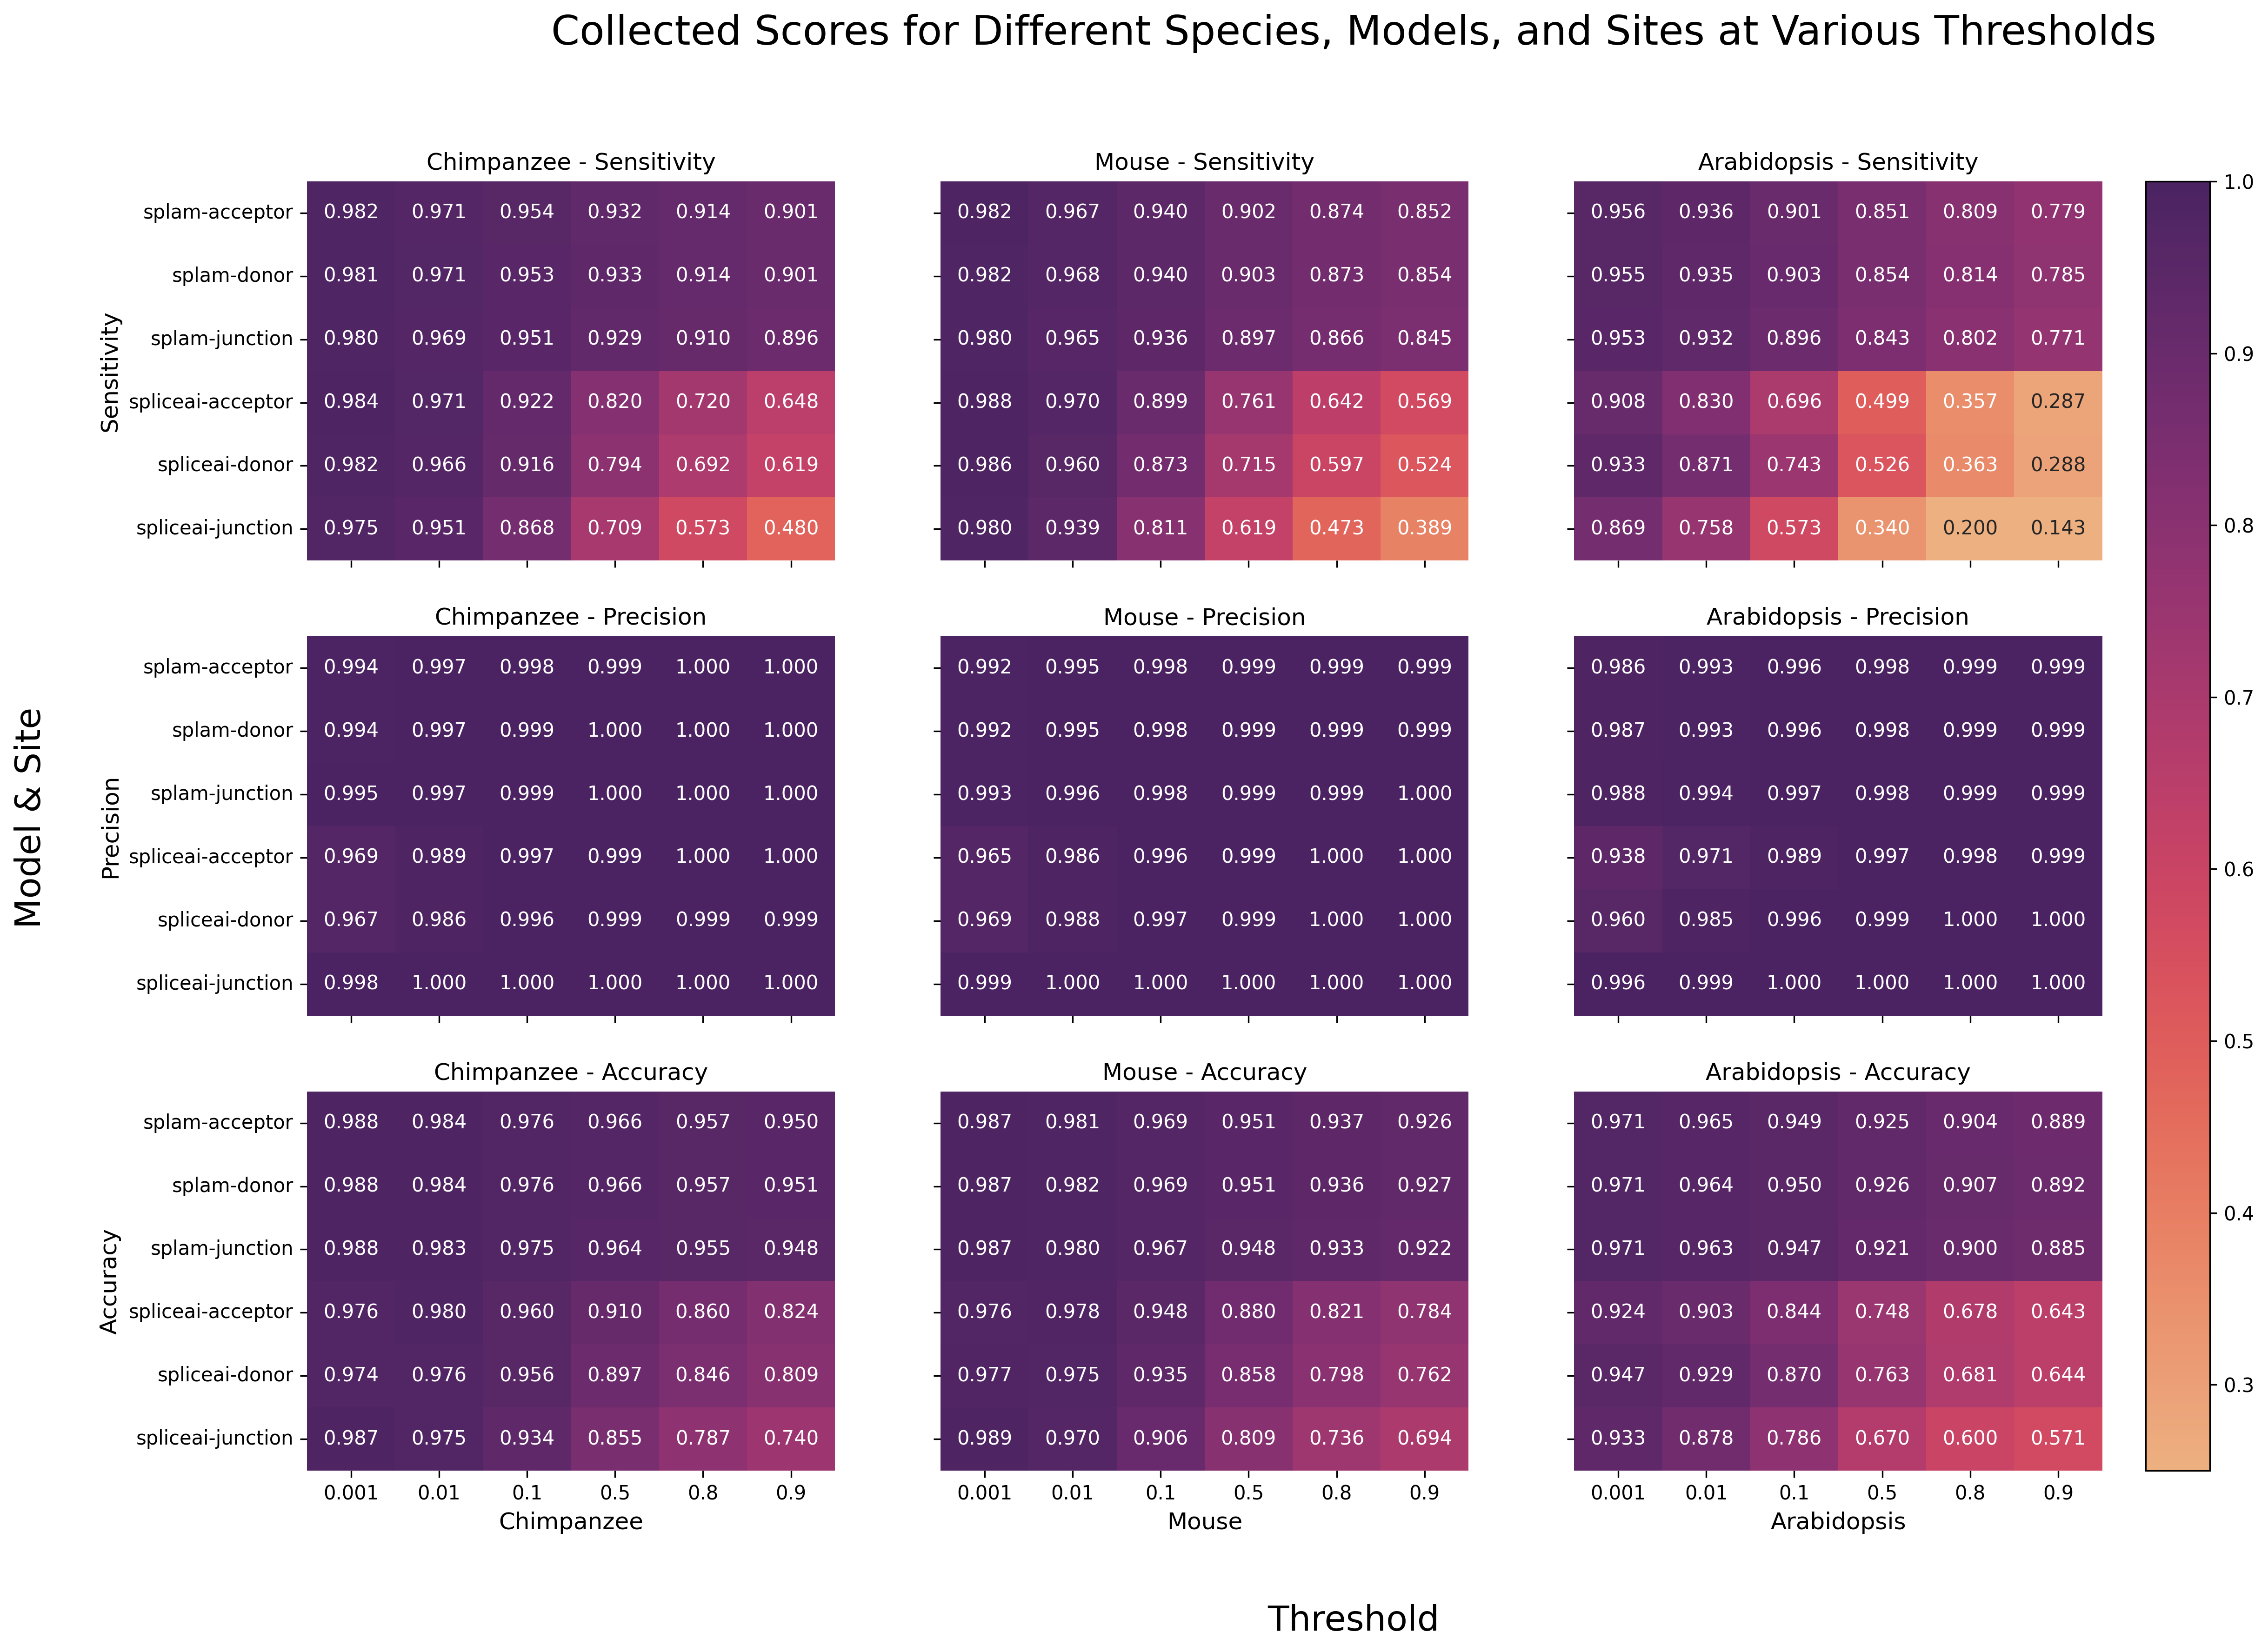 Collected Scores for Different Species, Models, and Sites at Various Thresholds
Model & Site
Sensitivity
Chimpanzee - Sensitivity
splam-acceptor 0.982 0.971 0.954 0.932 0.914 0.901
splam-donor 0.981 0.971 0.953 0.933 0.914 0.901
splam-junction 0.980 0.969 0.951 0.929 0.910 0.896
spliceai-acceptor 0.984 0.971 0.922 0.820 0.720 0.648
spliceai-donor 0.982 0.966 0.916 0.794 0.692 0.619
spliceai-junction 0.975 0.951 0.868 0.709 0.573 0.480
Mouse - Sensitivity
0.982 0.967 0.940 0.902 0.874 0.852
0.982 0.968 0.940 0.903 0.873 0.854
0.980 0.965 0.936 0.897 0.866 0.845
0.988 0.970 0.899 0.761 0.642 0.569
0.986 0.960 0.873 0.715 0.597 0.524
0.980 0.939 0.811 0.619 0.473 0.389
Arabidopsis - Sensitivity
0.956 0.936 0.901 0.851 0.809 0.779
0.955 0.935 0.903 0.854 0.814 0.785
0.953 0.932 0.896 0.843 0.802 0.771
0.908 0.830 0.696 0.499 0.357 0.287
0.933 0.871 0.743 0.526 0.363 0.288
0.869 0.758 0.573 0.340 0.200 0.143
Precision
Chimpanzee - Precision
splam-acceptor 0.994 0.997 0.998 0.999 1.000 1.000
splam-donor 0.994 0.997 0.999 1.000 1.000 1.000
splam-junction 0.995 0.997 0.999 1.000 1.000 1.000
spliceai-acceptor 0.969 0.989 0.997 0.999 1.000 1.000
spliceai-donor 0.967 0.986 0.996 0.999 0.999 0.999
spliceai-junction 0.998 1.000 1.000 1.000 1.000 1.000
Mouse - Precision
0.992 0.995 0.998 0.999 0.999 0.999
0.992 0.995 0.998 0.999 0.999 0.999
0.993 0.996 0.998 0.999 0.999 1.000
0.965 0.986 0.996 0.999 1.000 1.000
0.969 0.988 0.997 0.999 1.000 1.000
0.999 1.000 1.000 1.000 1.000 1.000
Arabidopsis - Precision
0.986 0.993 0.996 0.998 0.999 0.999
0.987 0.993 0.996 0.998 0.999 0.999
0.988 0.994 0.997 0.998 0.999 0.999
0.938 0.971 0.989 0.997 0.998 0.999
0.960 0.985 0.996 0.999 1.000 1.000
0.996 0.999 1.000 1.000 1.000 1.000
Accuracy
Chimpanzee - Accuracy
splam-acceptor 0.988 0.984 0.976 0.966 0.957 0.950
splam-donor 0.988 0.984 0.976 0.966 0.957 0.951
splam-junction 0.988 0.983 0.975 0.964 0.955 0.948
spliceai-acceptor 0.976 0.980 0.960 0.910 0.860 0.824
spliceai-donor 0.974 0.976 0.956 0.897 0.846 0.809
spliceai-junction 0.987 0.975 0.934 0.855 0.787 0.740
0.001 0.01 0.1 0.5 0.8 0.9
Chimpanzee
Mouse - Accuracy
0.987 0.981 0.969 0.951 0.937 0.926
0.987 0.982 0.969 0.951 0.936 0.927
0.987 0.980 0.967 0.948 0.933 0.922
0.976 0.978 0.948 0.880 0.821 0.784
0.977 0.975 0.935 0.858 0.798 0.762
0.989 0.970 0.906 0.809 0.736 0.694
0.001 0.01 0.1 0.5 0.8 0.9
Mouse
Arabidopsis - Accuracy
0.971 0.965 0.949 0.925 0.904 0.889
0.971 0.964 0.950 0.926 0.907 0.892
0.971 0.963 0.947 0.921 0.900 0.885
0.924 0.903 0.844 0.748 0.678 0.643
0.947 0.929 0.870 0.763 0.681 0.644
0.933 0.878 0.786 0.670 0.600 0.571
0.001 0.01 0.1 0.5 0.8 0.9
Arabidopsis
1.0
0.9
0.8
0.7
0.6
0.5
0.4
0.3
Threshold